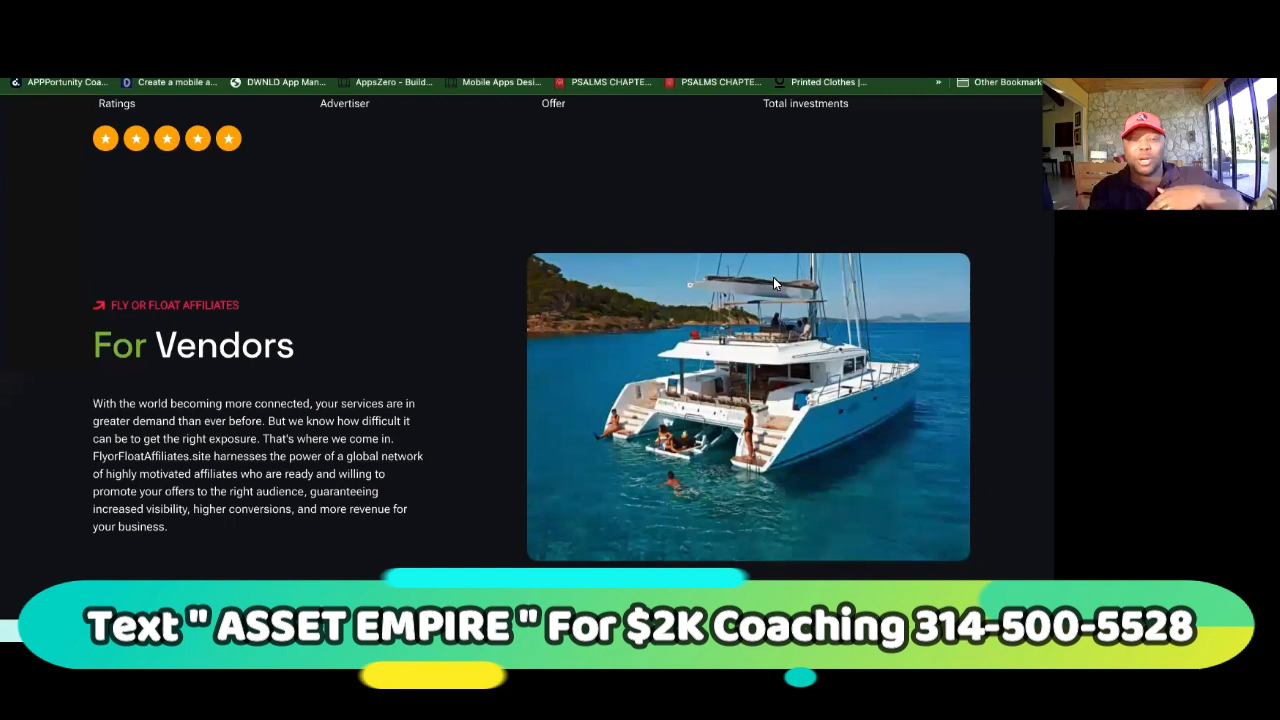 APPPortunity Coa...
Create a mobile a...
DWNLD App Man...
AppsZero - Build...
Mobile Apps Desi...
PSALMS CHAPTE...
PSALMS CHAPTE...
Printed Clothes |...
»
Other Bookmark
Ratings
Advertiser
Offer
Total investments
FLY OR FLOAT AFFILIATES
For Vendors
With the world becoming more connected, your services are in
greater demand than ever before. But we know how difficult it
can be to get the right exposure. That's where we come in.
FlyorFloatAffiliates.site harnesses the power of a global network
of highly motivated affiliates who are ready and willing to
promote your offers to the right audience, guaranteeing
increased visibility, higher conversions, and more revenue for
your business.
Text " ASSET EMPIRE " For $2K Coaching 314-500-5528